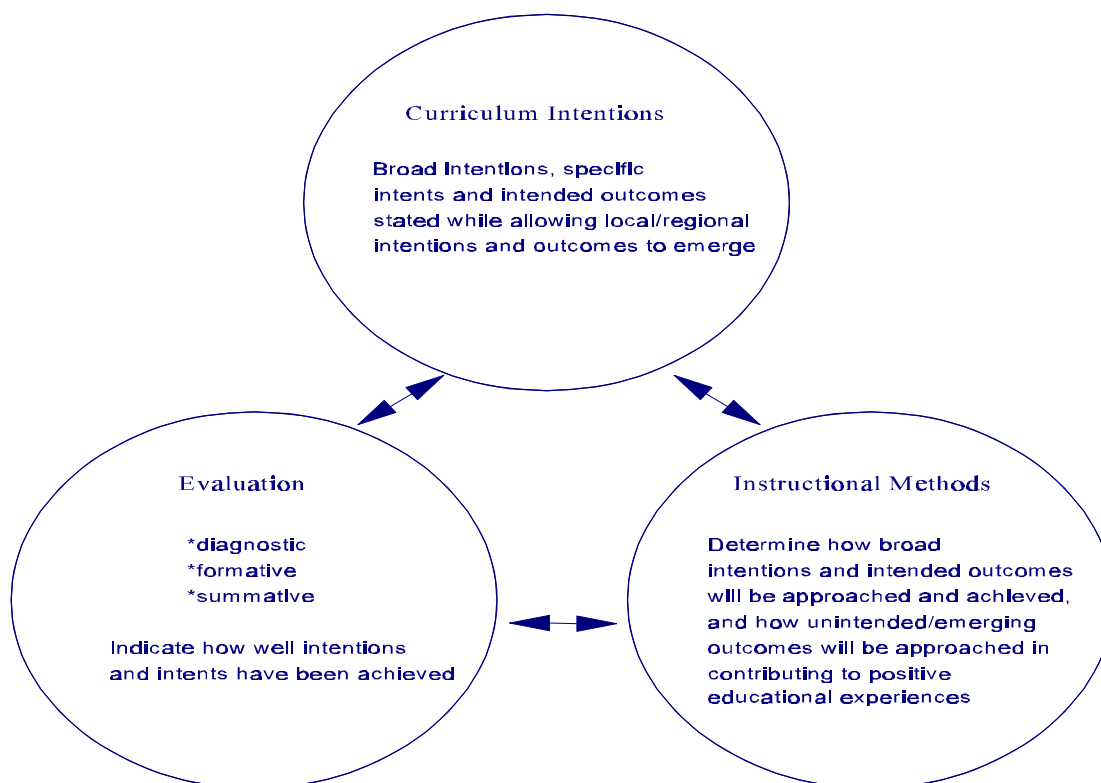 Curriculum Intentions
Broad Intentions, specific
intents and intended outcomes
stated while allowing local/regional
intentions and outcomes to emerge
Evaluation
*diagnostic
*formative
*summative
Indicate how well intentions
and intents have been achieved
Instructional Methods
Determine how broad
intentions and intended outcomes
will be approached and achieved,
and how unintended/emerging
outcomes will be approached in
contributing to positive
educational experiences